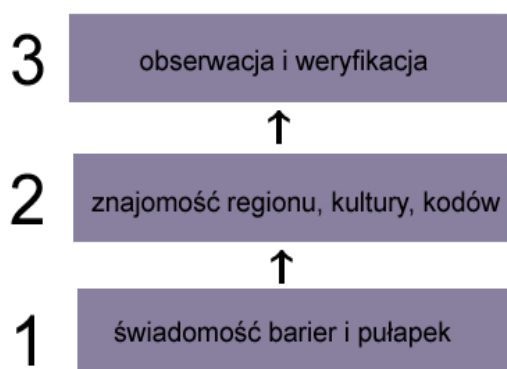 3 obserwacja i weryfikacja
2 znajomość regionu, kultury, kodów
1 świadomość barier i pułapek